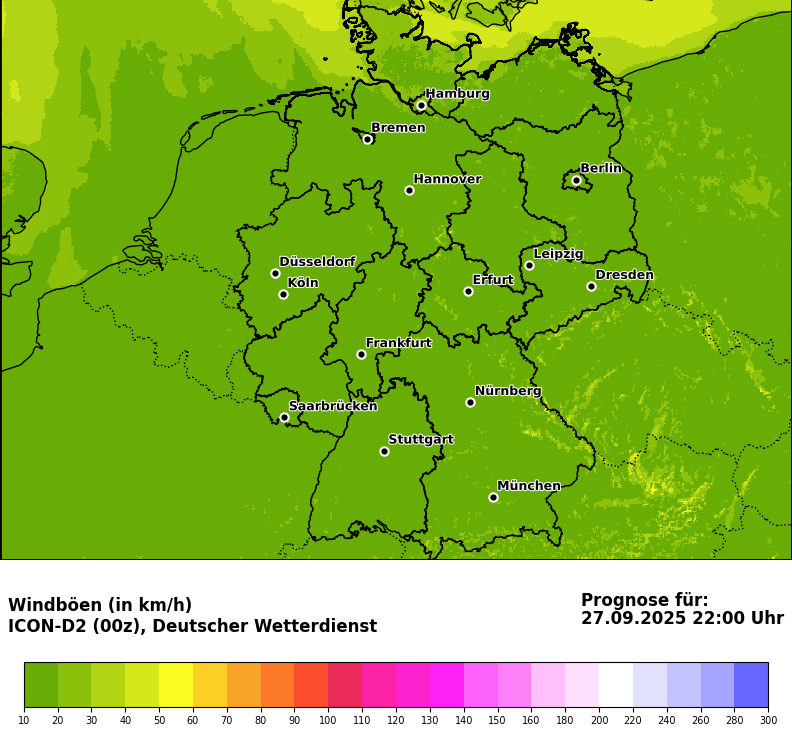 Hamburg
Bremen
Berlin
Hannover
Leipzig
Düsseldorf
Dresden
Köln
Erfurt
Frankfurt
Nürnberg
Saarbrücken
Stuttgart
München
Windböen (in km/h)
ICON-D2 (00z), Deutscher Wetterdienst
Prognose für:
27.09.2025 22:00 Uhr
10 20 30 40 50 60 70 80 90 100 110 120 130 140 150 160 180 200 220 240 260 280 300